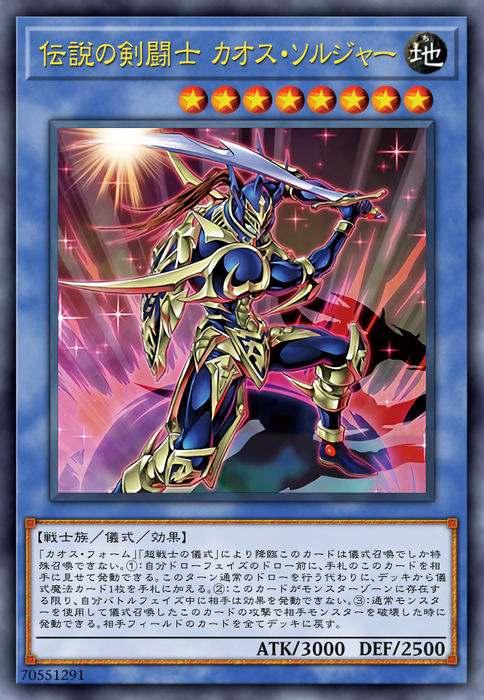 伝説の剣闘士 カオス・ソルジャー
ち
地
【戦士族／儀式／効果】
「カオス・フォーム」「超戦士の儀式」により降臨このカードは儀式召喚でしか特
殊召喚できない。①：自分ドローフェイズのドロー前に、手札のこのカードを相
手に見せて発動できる。このターン通常のドローを行う代わりに、デッキから儀
式魔法カード1枚を手札に加える。②：このカードがモンスターゾーンに存在す
る限り、自分バトルフェイズ中に相手は効果を発動できない。③：通常モンスタ
ーを使用して儀式召喚したこのカードの攻撃で相手モンスターを破壊した時に
発動できる。相手フィールドのカードを全てデッキに戻す。
ATK/3000 DEF/2500
70551291